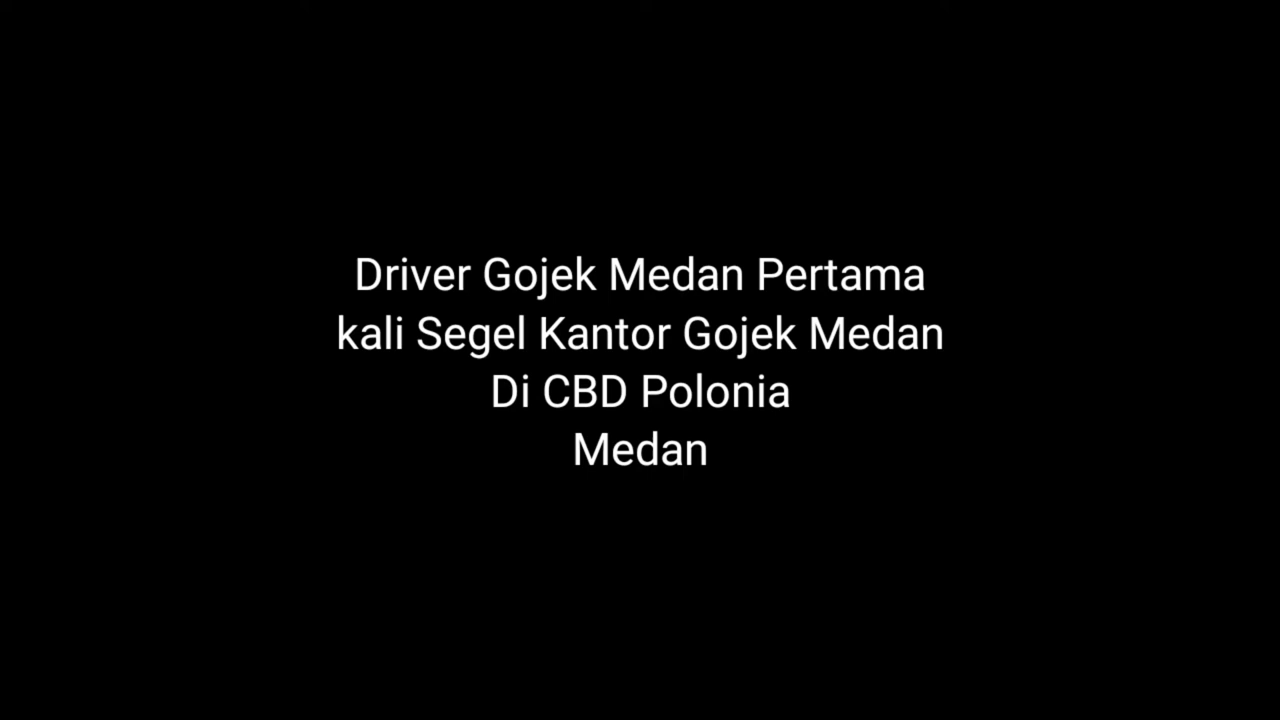 Driver Gojek Medan Pertama
kali Segel Kantor Gojek Medan
Di CBD Polonia
Medan